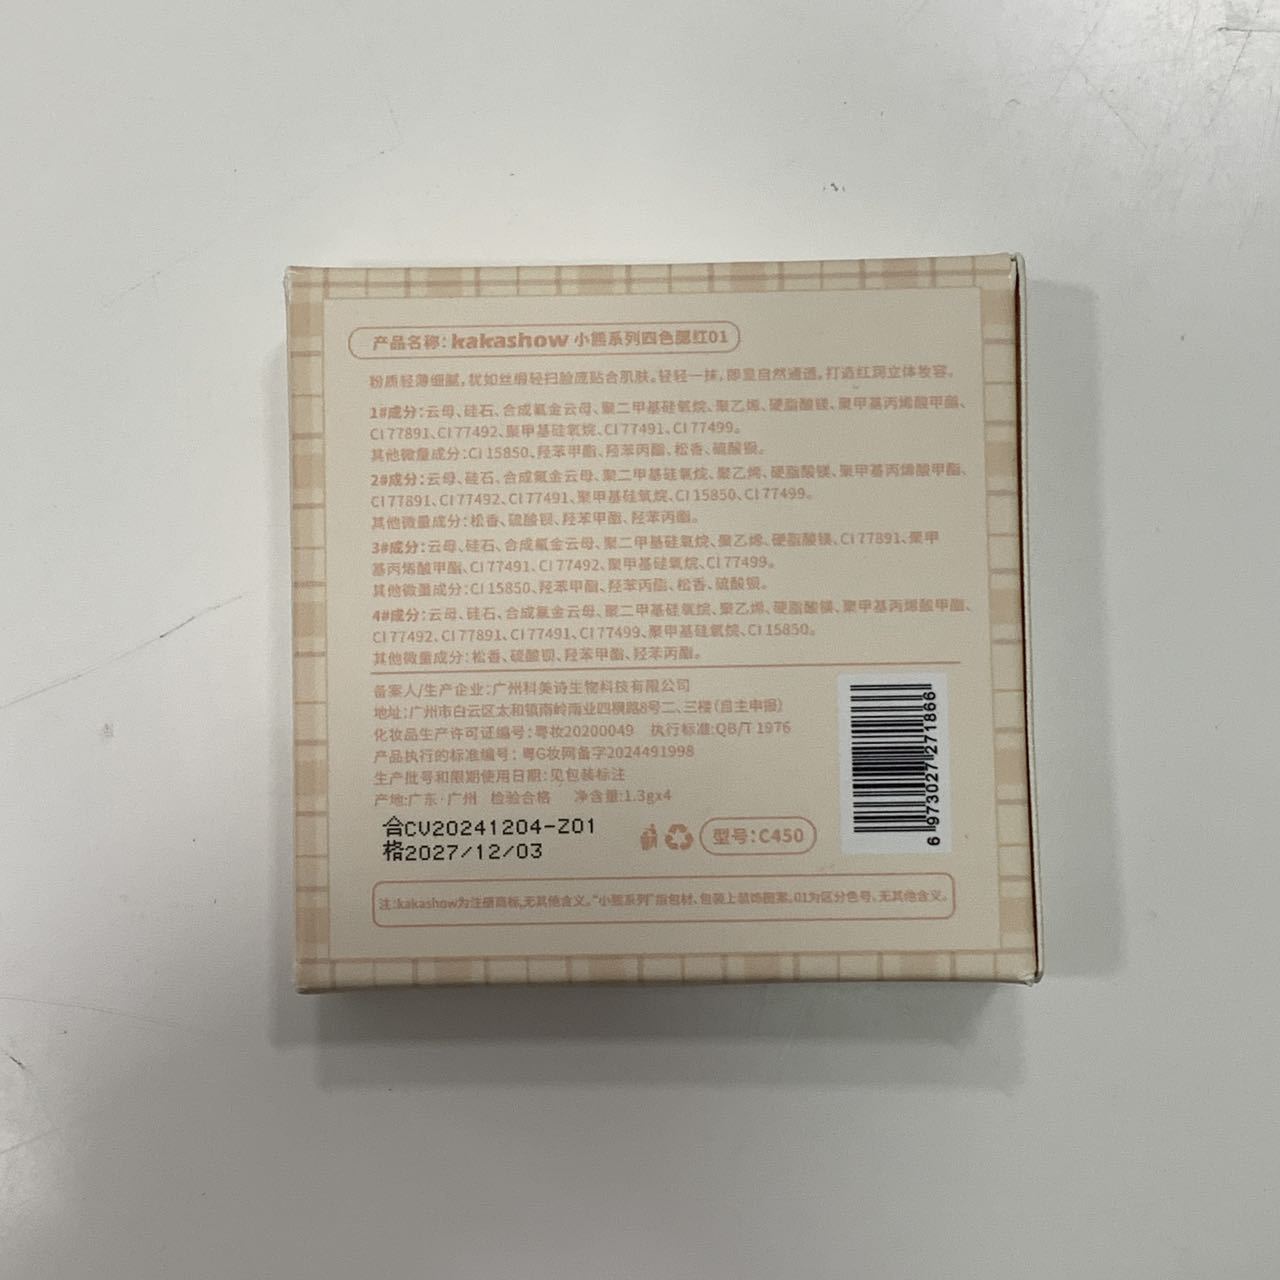 产品名称：kakashow 小熊系列四色腮红01
粉质轻薄细腻，犹如丝缎轻扫脸庞贴合肌肤。轻轻一抹，即显自然通透，打造红润立体妆容。
1#成分：云母、硅石、合成氟金云母、聚二甲基硅氧烷、聚乙烯、硬脂酸镁、聚甲基丙烯酸甲酯、
CI 77891、CI 77492、聚甲基硅氧烷、CI 77491、CI 77499。
其他微量成分：CI 15850、羟苯甲酯、羟苯丙酯、松香、硫酸钡。
2#成分：云母、硅石、合成氟金云母、聚二甲基硅氧烷、聚乙烯、硬脂酸镁、聚甲基丙烯酸甲酯、
CI 77891、CI 77492、CI 77491、聚甲基硅氧烷、CI 15850、CI 77499。
其他微量成分：松香、硫酸钡、羟苯甲酯、羟苯丙酯。
3#成分：云母、硅石、合成氟金云母、聚二甲基硅氧烷、聚乙烯、硬脂酸镁、CI 77891、聚甲
基丙烯酸甲酯、CI 77491、CI 77492、聚甲基硅氧烷、CI 77499。
其他微量成分：CI 15850、羟苯甲酯、羟苯丙酯、松香、硫酸钡。
4#成分：云母、硅石、合成氟金云母、聚二甲基硅氧烷、聚乙烯、硬脂酸镁、聚甲基丙烯酸甲酯、
CI 77492、CI 77891、CI 77491、CI 77499、聚甲基硅氧烷、CI 15850。
其他微量成分：松香、硫酸钡、羟苯甲酯、羟苯丙酯。
备案人/生产企业：广州科美诗生物科技有限公司
地址：广州市白云区太和镇南岭南业四横路8号二、三楼（自主申报）
化妆品生产许可证编号：粤妆20200049 执行标准：QB/T 1976
产品执行的标准编号：粤G妆网备字2024491998
生产批号和限期使用日期：见包装标注
产地：广东·广州 检验合格 净含量：1.3gx4
合CV20241204-Z01
格2027/12/03
型号：C450
6 973027 271866
注：kakashow为注册商标，无其他含义。“小熊系列”指包材、包装上装饰图案，01为区分色号，无其他含义。